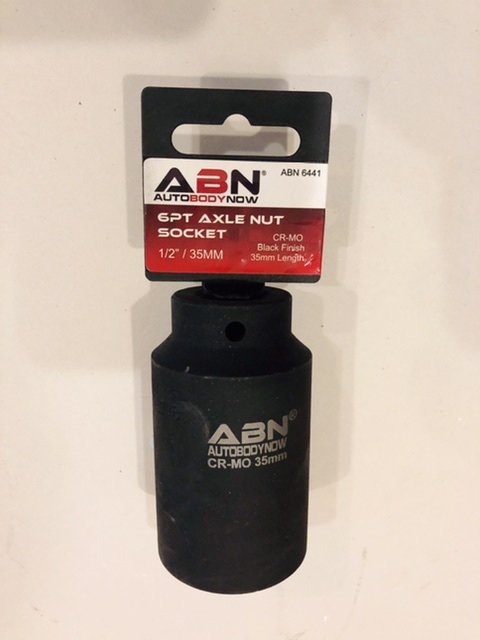 ABN®
ABN 6441
AUTOBODYNOW
6PT AXLE NUT
SOCKET
1/2" / 35MM
CR-MO
Black Finish
35mm Length
ABN®
AUTOBODYNOW
CR-MO 35mm